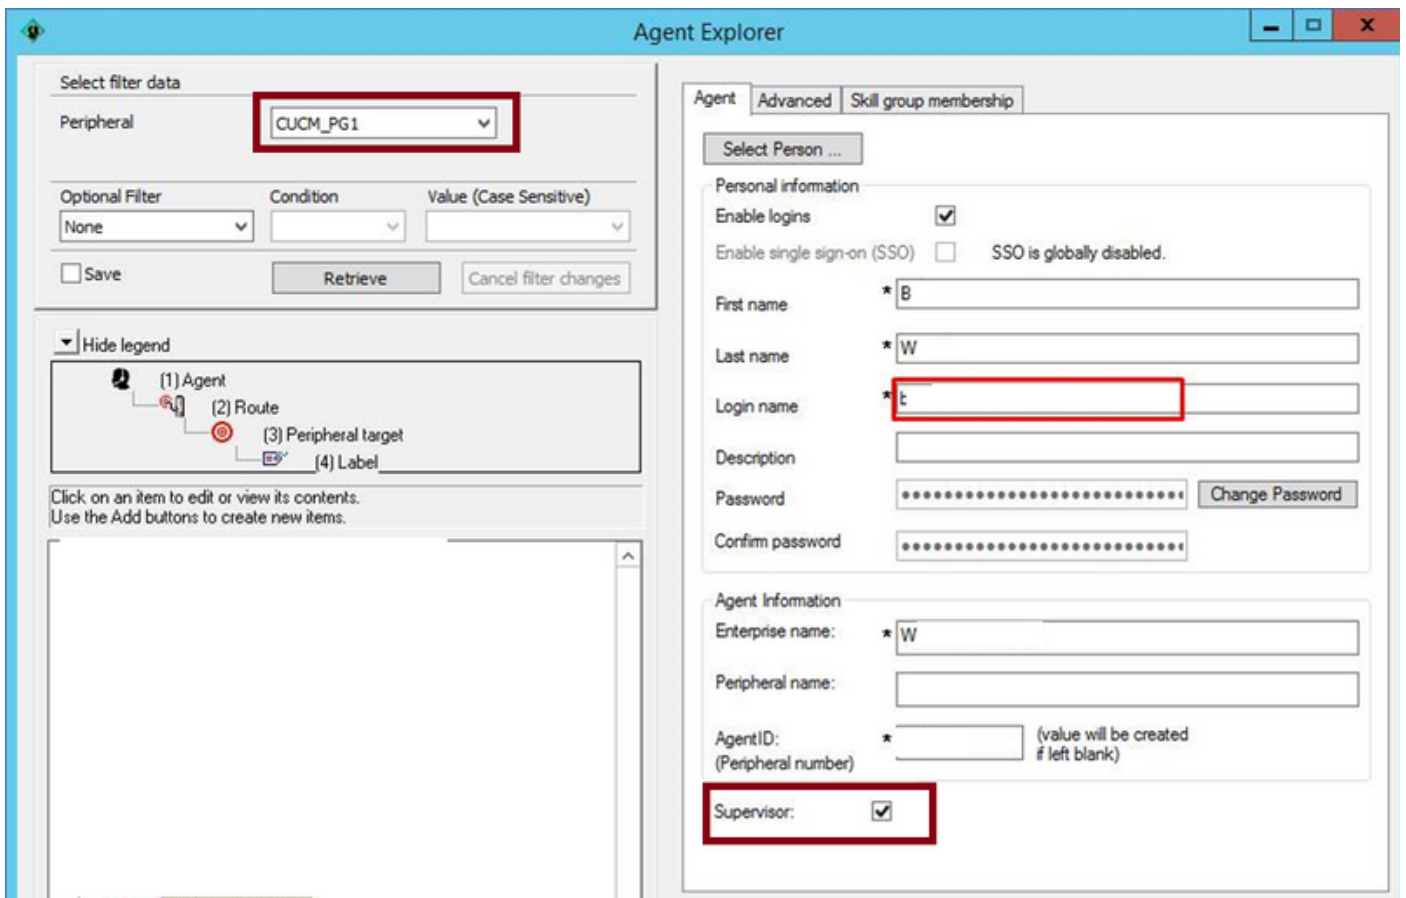 Agent Explorer
Select filter data
Peripheral
CUCM_PG1
Optional Filter
Condition
Value (Case Sensitive)
None
Save
Retrieve
Cancel filter changes
Hide legend
(1) Agent
(2) Route
(3) Peripheral target
(4) Label
Click on an item to edit or view its contents.
Use the Add buttons to create new items.
Agent
Advanced
Skill group membership
Select Person ...
Personal information
Enable logins
Enable single sign-on (SSO)
SSO is globally disabled.
First name
* B
Last name
* W
Login name
*
Description
Password
Change Password
Confirm password
Agent Information
Enterprise name:
* W
Peripheral name:
AgentID:
(Peripheral number)
*
(value will be created
if left blank)
Supervisor: